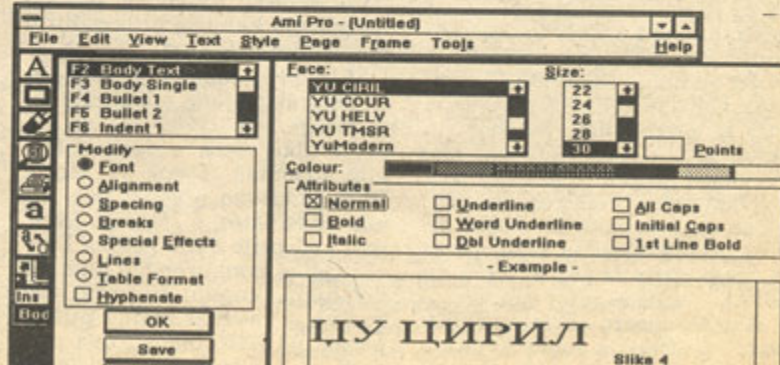 Ami Pro - [Untitled]
File Edit View Text Style Page Frame Tools Help
F2 Body Text
F3 Body Single
F4 Bullet 1
F5 Bullet 2
F6 Indent 1
Modify
Font
Alignment
Spacing
Breaks
Special Effects
Lines
Table Format
Hyphenate
OK
Save
A
a
Ins
Bod
Face:
YU CIRIL
YU COUR
YU HELV
YU TMSR
YuModern
Size:
22
24
26
28
30
Points
Colour:
Attributes
Normal Underline All Caps
Bold Word Underline Initial Caps
Italic Dbl Underline 1st Line Bold
- Example -
ЏУ ЦИРИЛ
Slika 4